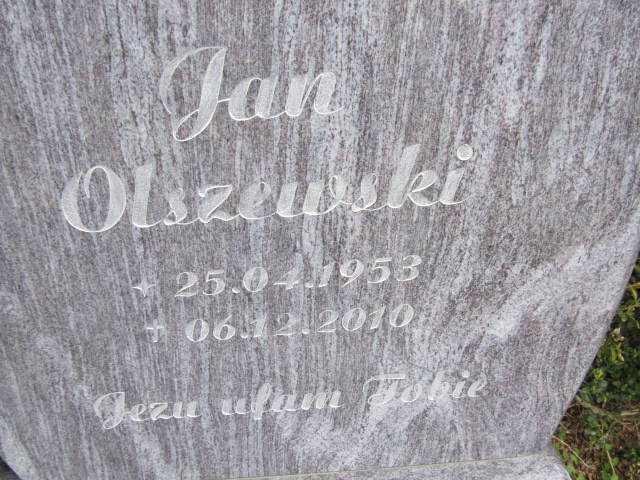 Jan
Olszewski
* 25.04.1953
+ 06.12.2010
Jezu ufam Tobie